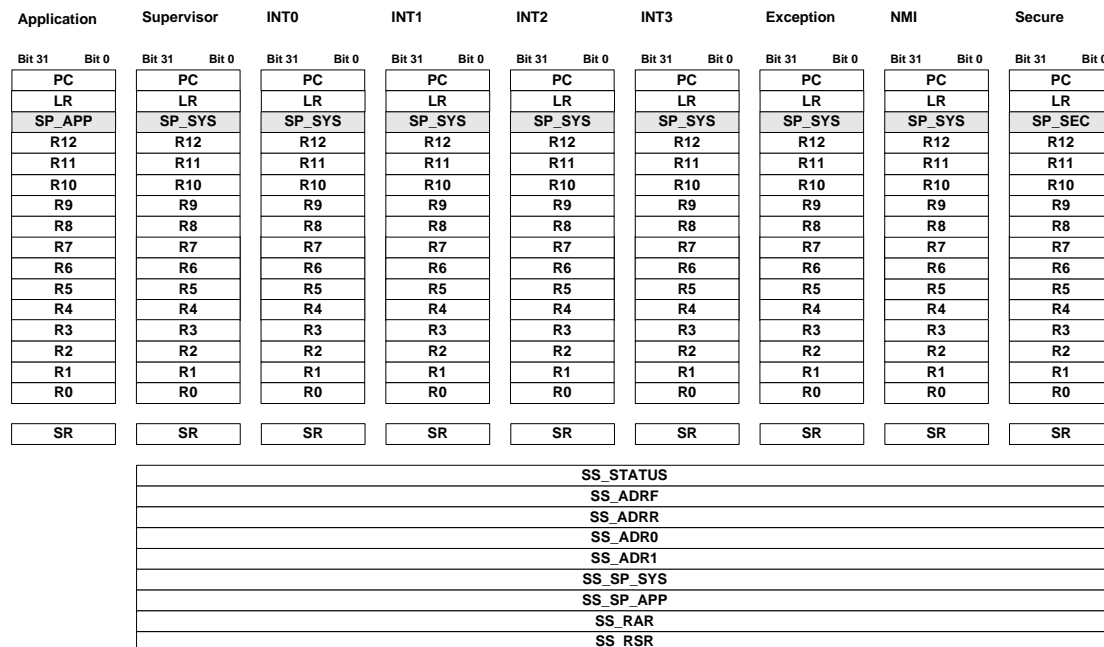 Application Supervisor INT0 INT1 INT2 INT3 Exception NMI Secure
Bit 31 Bit 0 Bit 31 Bit 0 Bit 31 Bit 0 Bit 31 Bit 0 Bit 31 Bit 0 Bit 31 Bit 0 Bit 31 Bit 0 Bit 31 Bit 0 Bit 31 Bit 0
PC PC PC PC PC PC PC PC PC
LR LR LR LR LR LR LR LR LR
SP_APP SP_SYS SP_SYS SP_SYS SP_SYS SP_SYS SP_SYS SP_SYS SP_SEC
R12 R12 R12 R12 R12 R12 R12 R12 R12
R11 R11 R11 R11 R11 R11 R11 R11 R11
R10 R10 R10 R10 R10 R10 R10 R10 R10
R9 R9 R9 R9 R9 R9 R9 R9 R9
R8 R8 R8 R8 R8 R8 R8 R8 R8
R7 R7 R7 R7 R7 R7 R7 R7 R7
R6 R6 R6 R6 R6 R6 R6 R6 R6
R5 R5 R5 R5 R5 R5 R5 R5 R5
R4 R4 R4 R4 R4 R4 R4 R4 R4
R3 R3 R3 R3 R3 R3 R3 R3 R3
R2 R2 R2 R2 R2 R2 R2 R2 R2
R1 R1 R1 R1 R1 R1 R1 R1 R1
R0 R0 R0 R0 R0 R0 R0 R0 R0
SR SR SR SR SR SR SR SR SR
SS_STATUS
SS_ADRF
SS_ADRR
SS_ADR0
SS_ADR1
SS_SP_SYS
SS_SP_APP
SS_RAR
SS_RSR